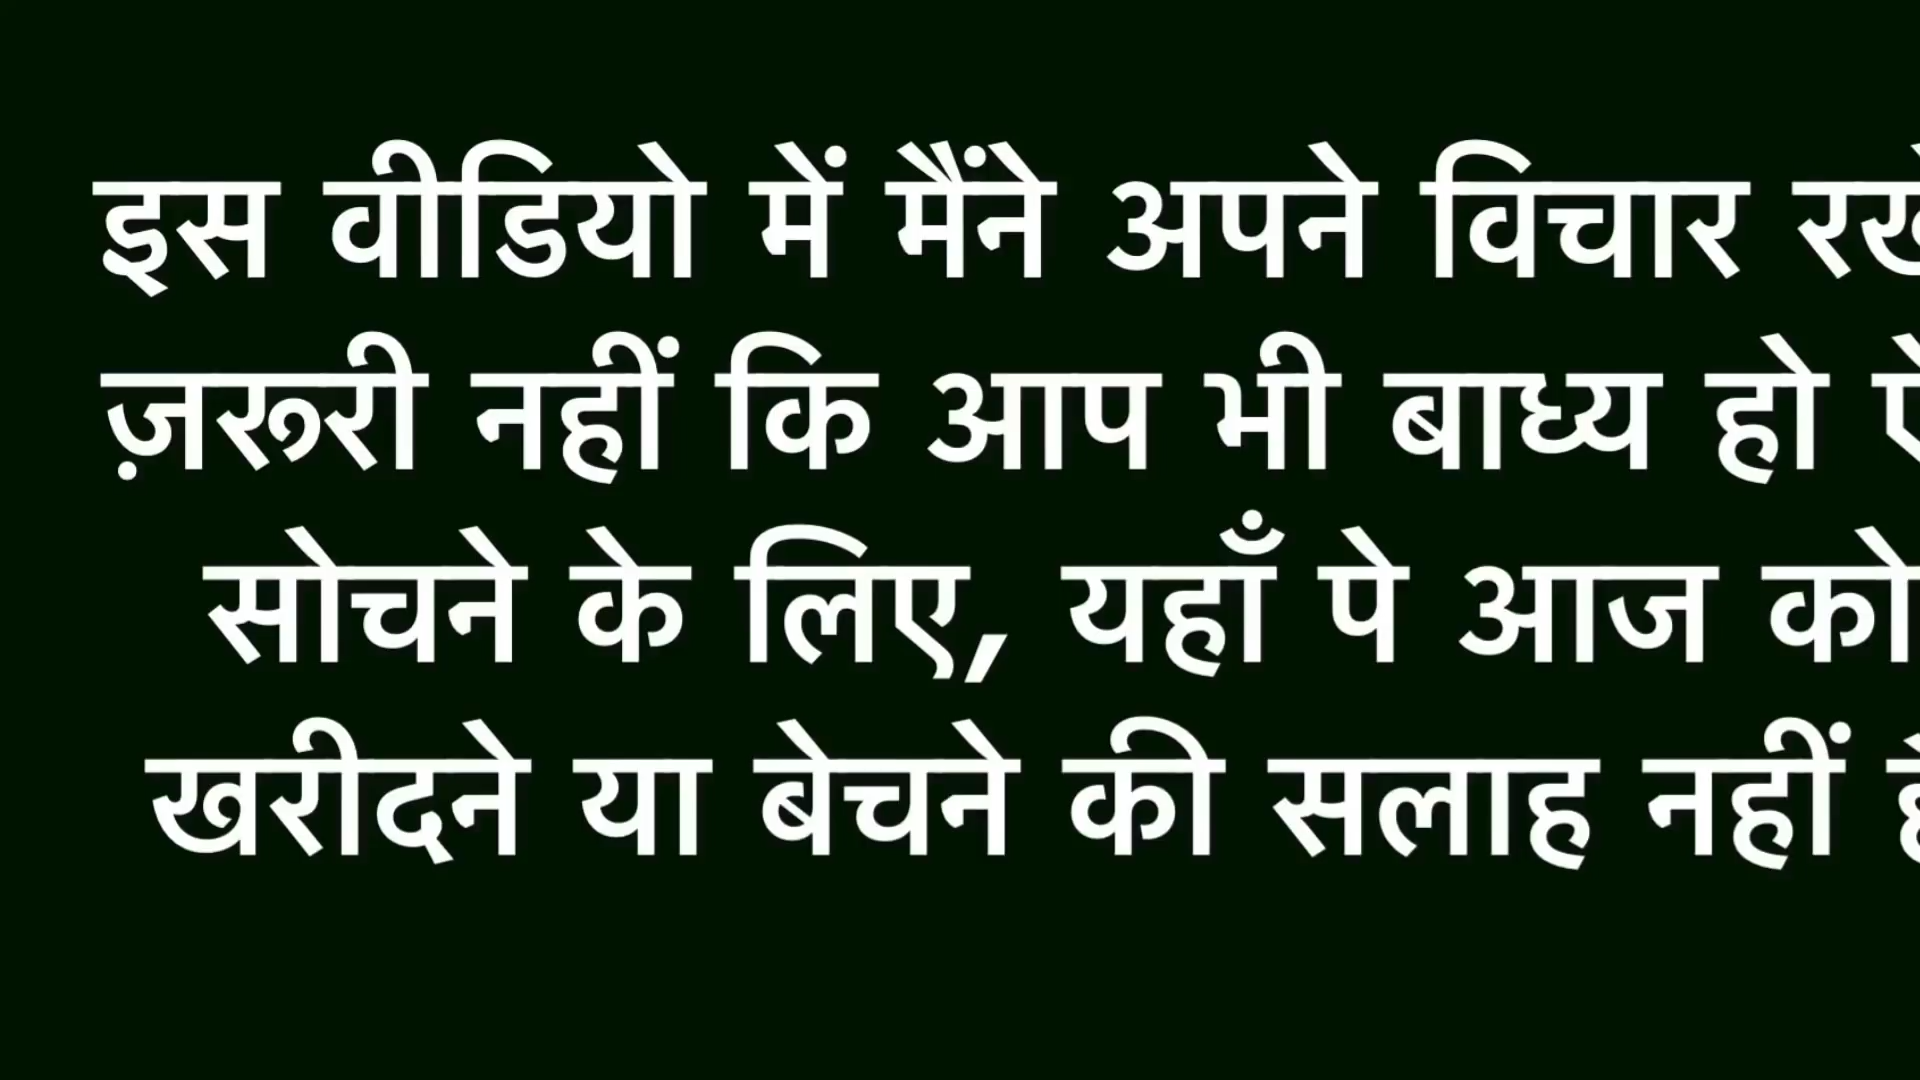 इस वीडियो में मैंने अपने विचार
ज़रूरी नहीं कि आप भी बाध्य हो
सोचने के लिए, यहाँ पे आज
खरीदने या बेचने की सलाह नहीं